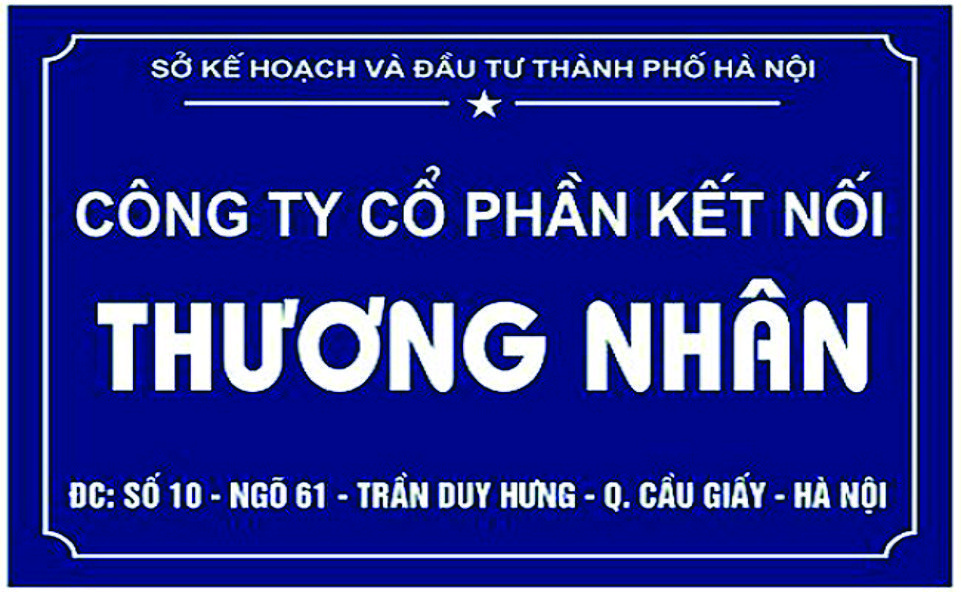 SỞ KẾ HOẠCH VÀ ĐẦU TƯ THÀNH PHỐ HÀ NỘI
CÔNG TY CỔ PHẦN KẾT NỐI
THƯƠNG NHÂN
ĐC: SỐ 10 - NGÕ 61 - TRẦN DUY HƯNG - Q. CẦU GIẤY - HÀ NỘI